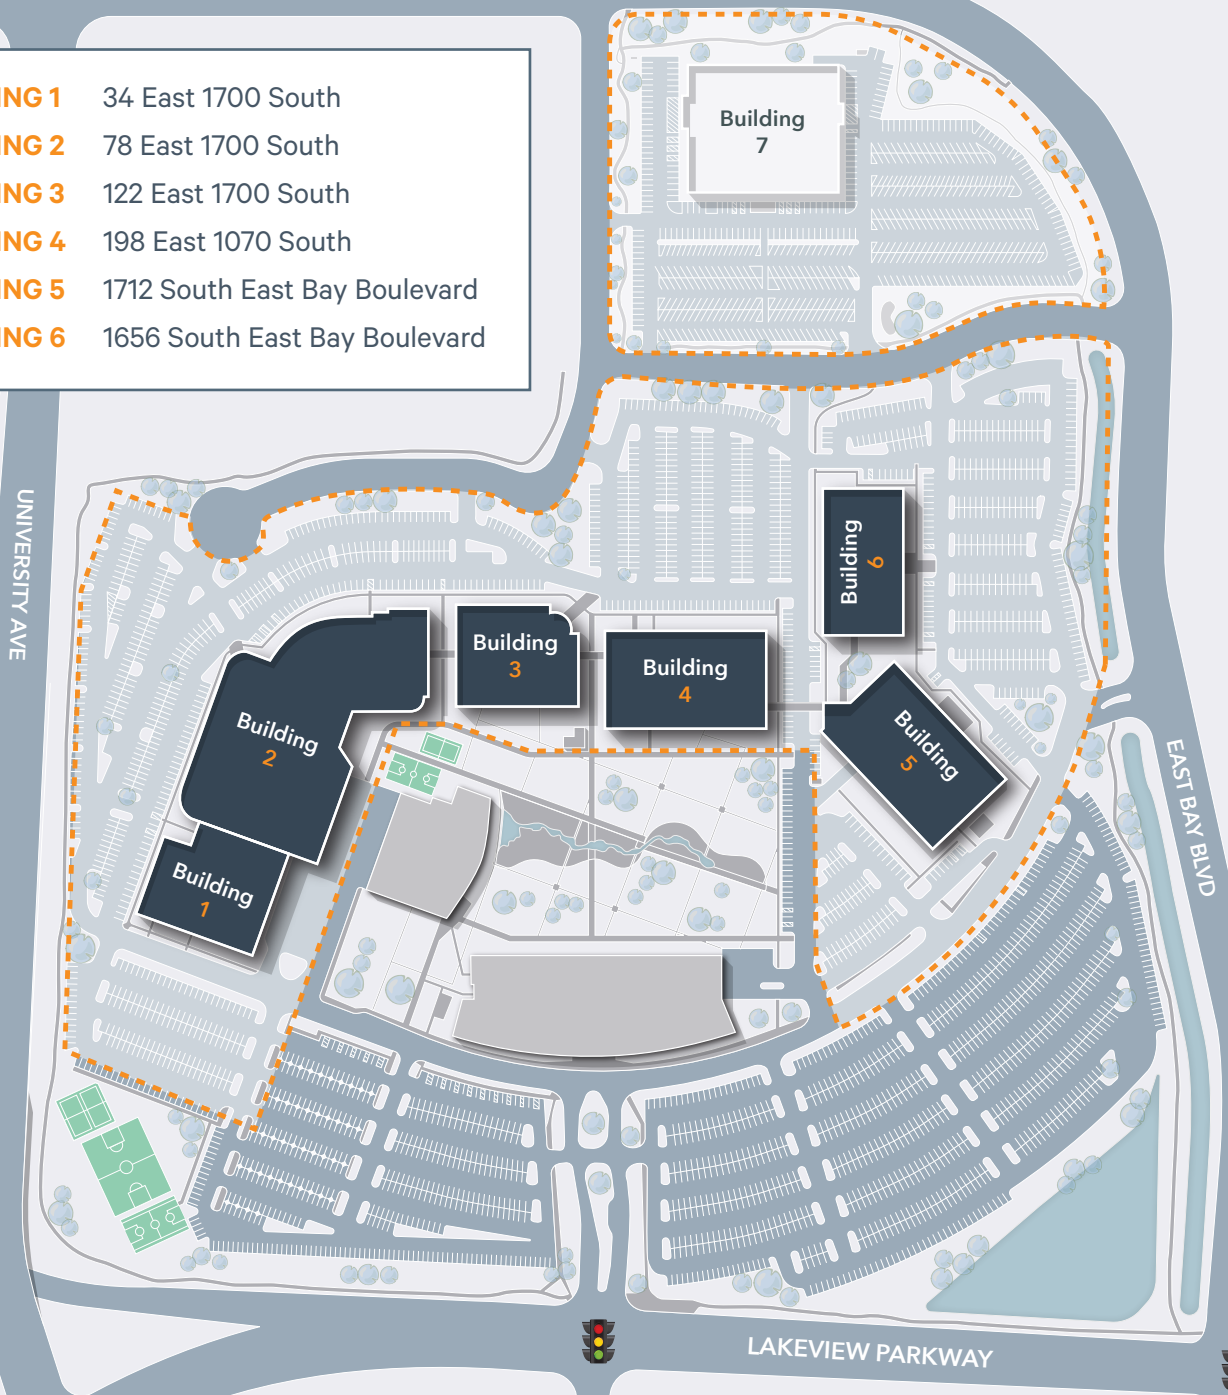 ING 1 34 East 1700 South
ING 2 78 East 1700 South
ING 3 122 East 1700 South
ING 4 198 East 1070 South
ING 5 1712 South East Bay Boulevard
ING 6 1656 South East Bay Boulevard
Building
7
UNIVERSITY AVE
Building
6
Building
3
Building
4
Building
2
Building
5
EAST BAY BLVD
Building
1
LAKEVIEW PARKWAY